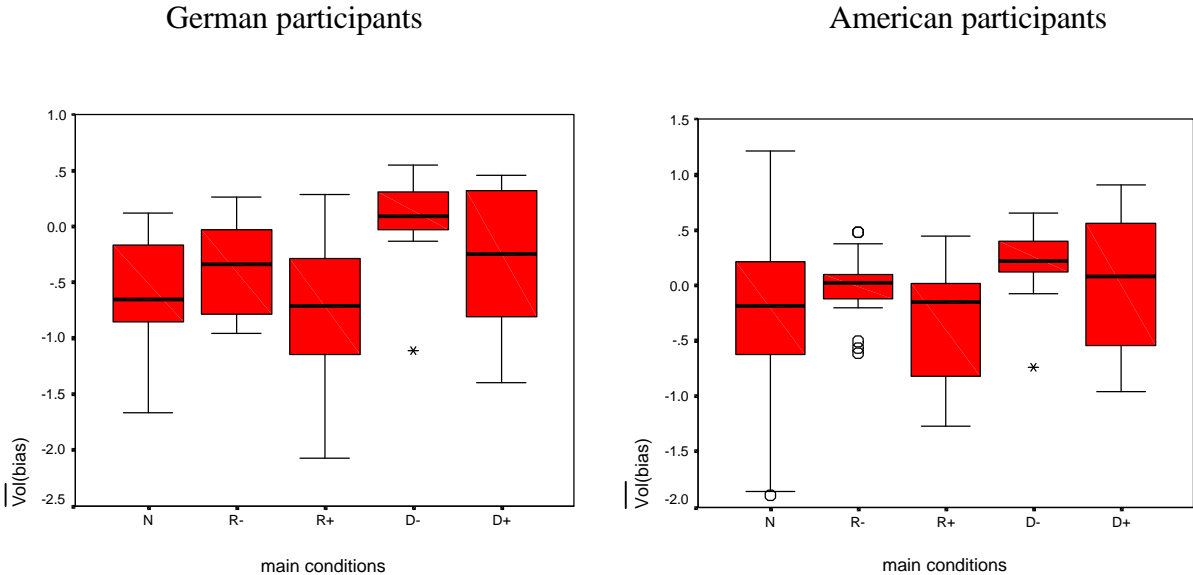 German participants
American participants
1.0
.5
0.0
-.5
-1.0
-1.5
-2.0
-2.5
Vol(bias)
N R- R+ D- D+
main conditions
1.5
1.0
.5
0.0
-.5
-1.0
-1.5
-2.0
Vol(bias)
N R- R+ D- D+
main conditions